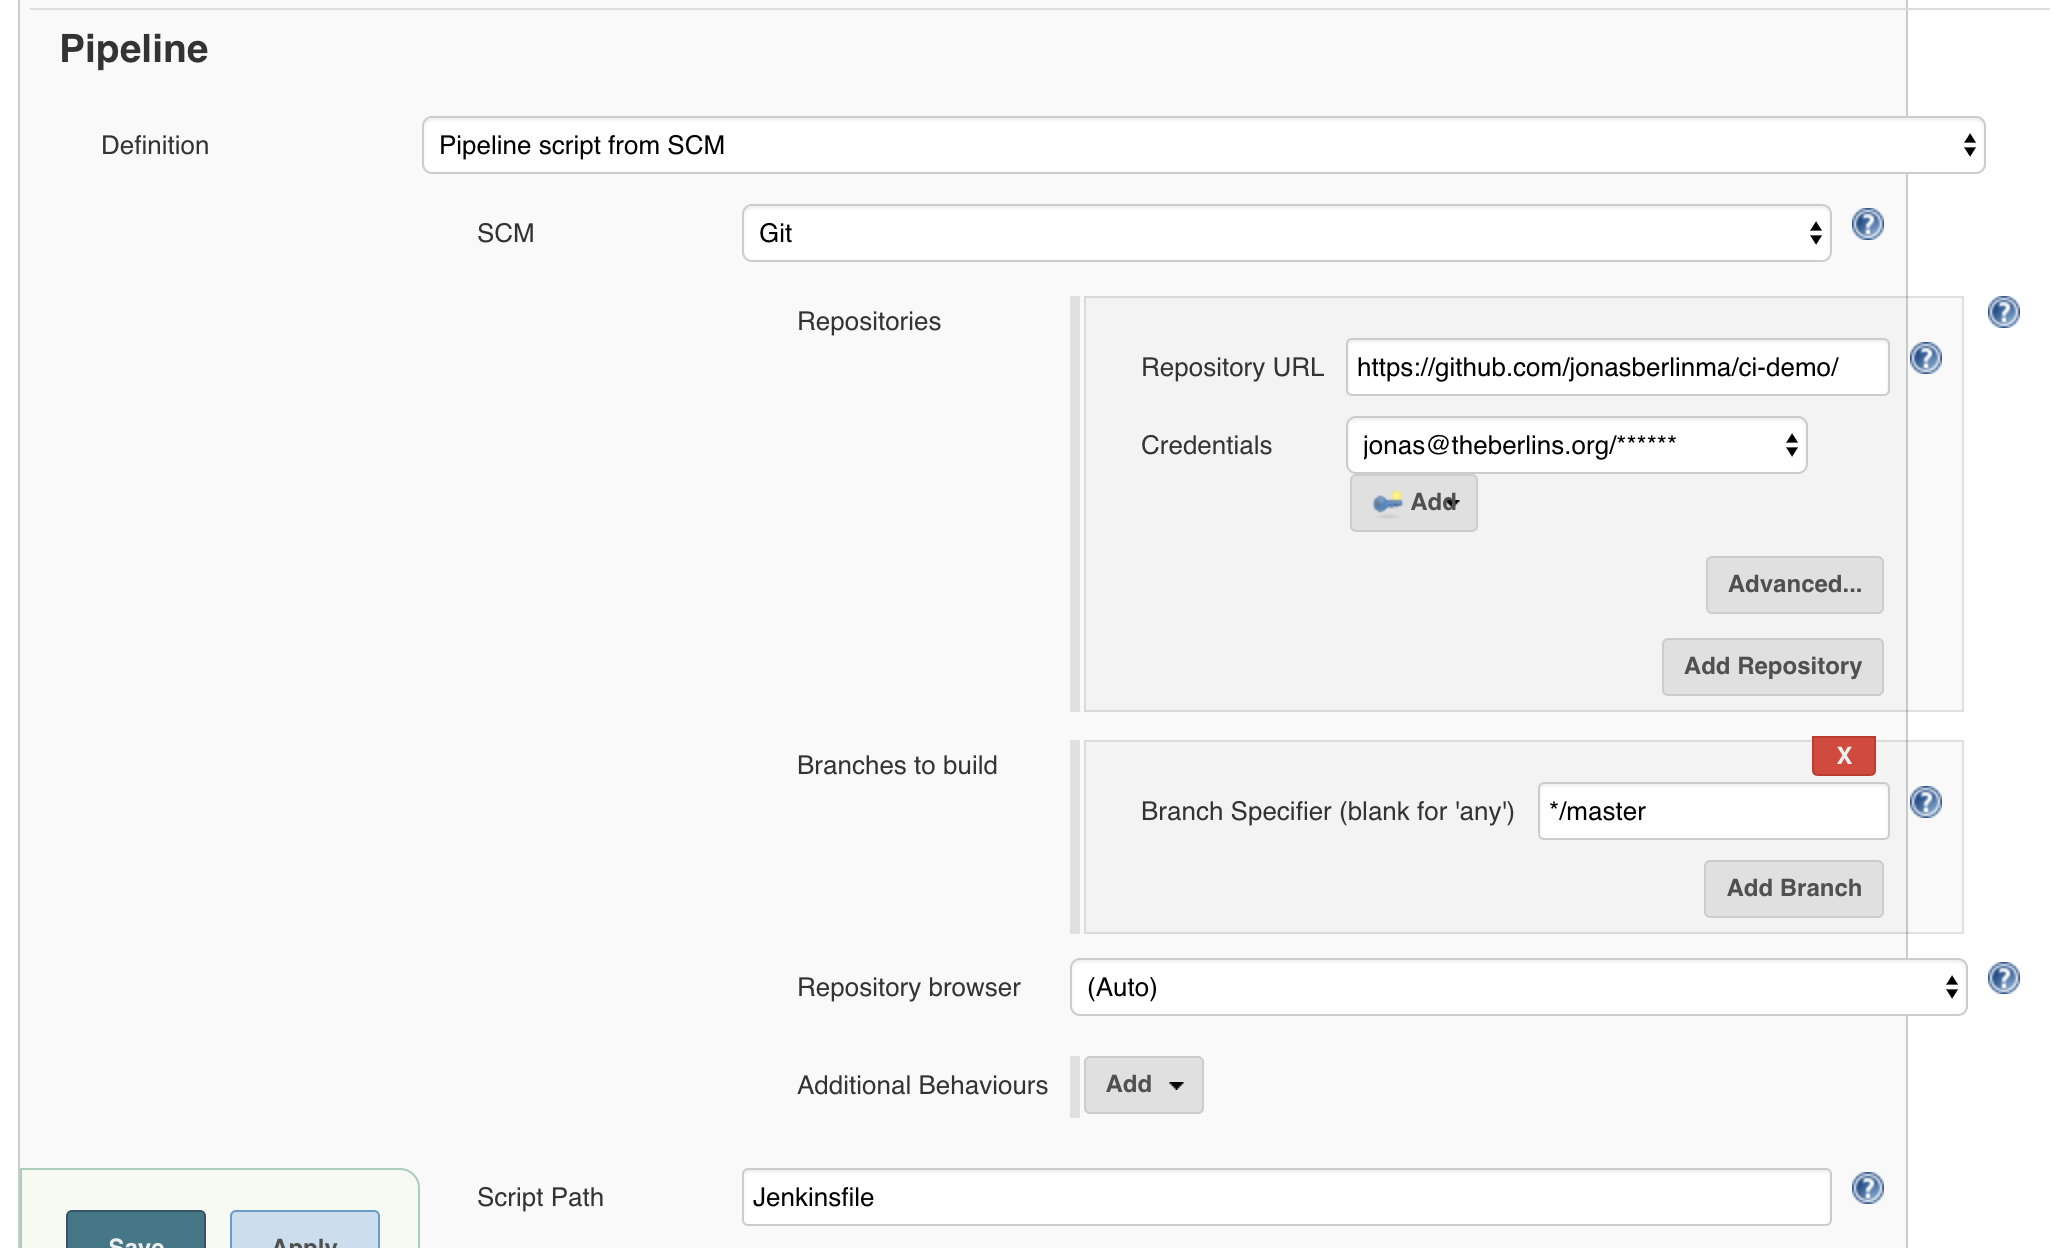 Pipeline
Definition
Pipeline script from SCM
SCM
Git
Repositories
Repository URL
https://github.com/jonasberlinma/ci-demo/
Credentials
jonas@theberlins.org/******
Add
Advanced...
Add Repository
Branches to build
X
Branch Specifier (blank for 'any')
*/master
Add Branch
Repository browser
(Auto)
Additional Behaviours
Add
Script Path
Jenkinsfile
Save
Apply